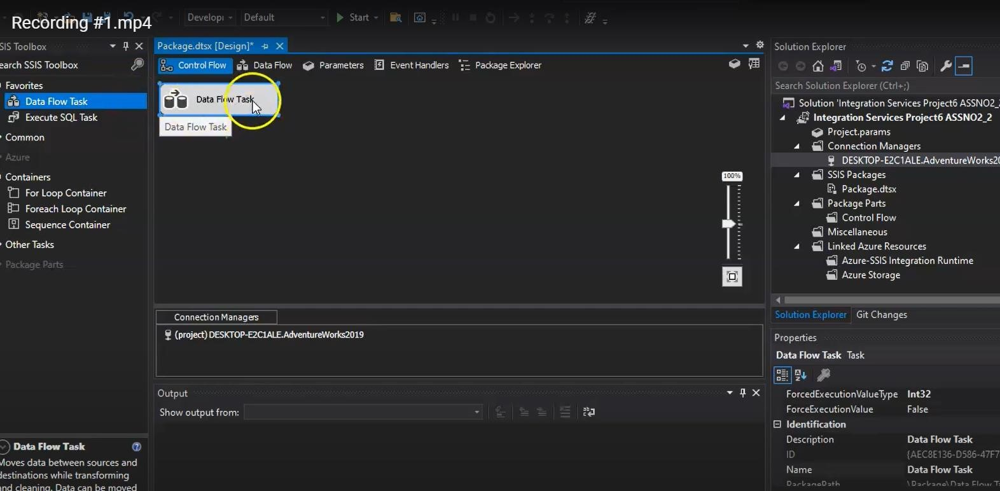 Recording #1.mp4
Developi
Default
Start
SIS Toolbox
earch SSIS Toolbox
Favorites
Data Flow Task
Execute SQL Task
Common
Azure
Containers
For Loop Container
Foreach Loop Container
Sequence Container
Other Tasks
Package Parts
Data Flow Task
Moves data between sources and
destinations while transforming
and cleaning. Data can be moved
Package.dtsx [Design]*
Control Flow
Data Flow
Parameters
Event Handlers
Package Explorer
Data Flow Task
Data Flow Task
100%
Connection Managers
(project) DESKTOP-E2C1ALE.AdventureWorks2019
Output
Show output from:
Solution Explorer
Search Solution Explorer (Ctrl+;)
Solution 'Integration Services Project6 ASSNO2_2
Integration Services Project6 ASSNO2_2
Project.params
Connection Managers
DESKTOP-E2C1ALE.AdventureWorks20
SSIS Packages
Package.dtsx
Package Parts
Control Flow
Miscellaneous
Linked Azure Resources
Azure-SSIS Integration Runtime
Azure Storage
Solution Explorer
Git Changes
Properties
Data Flow Task Task
ForcedExecutionValueType Int32
ForceExecutionValue False
Identification
Description Data Flow Task
ID {AEC8E136-D586-47F7
Name Data Flow Task
PackagePath \Package\Data Flow T